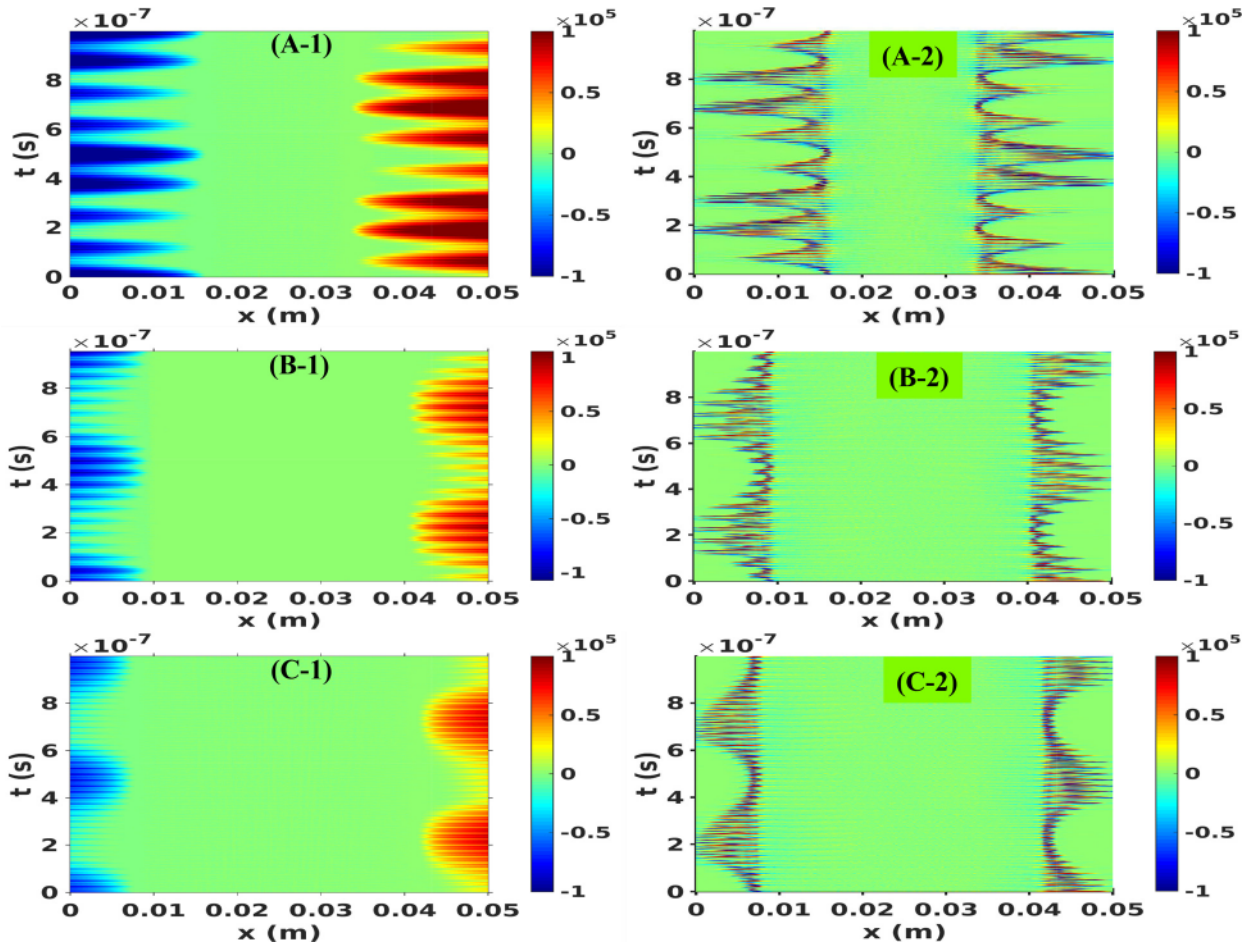 ×10⁻⁷ ×10⁵ ×10⁵
(A-1) (A-2)
t (s) 8 6 4 2 0
1 0.5 0 -0.5 -1
0 0.01 0.02 0.03 0.04 0.05
x (m)
×10⁻⁷
t (s) 8 6 4 2 0
1 0.5 0 -0.5 -1
0 0.01 0.02 0.03 0.04 0.05
x (m)
×10⁻⁷ ×10⁵ ×10⁻⁷ ×10⁵
(B-1) (B-2)
t (s) 8 6 4 2 0
1 0.5 0 -0.5 -1
0 0.01 0.02 0.03 0.04 0.05
x (m)
t (s) 8 6 4 2 0
1 0.5 0 -0.5 -1
0 0.01 0.02 0.03 0.04 0.05
x (m)
×10⁻⁷ ×10⁵ ×10⁻⁷ ×10⁵
(C-1) (C-2)
t (s) 8 6 4 2 0
1 0.5 0 -0.5 -1
0 0.01 0.02 0.03 0.04 0.05
x (m)
t (s) 8 6 4 2 0
1 0.5 0 -0.5 -1
0 0.01 0.02 0.03 0.04 0.05
x (m)